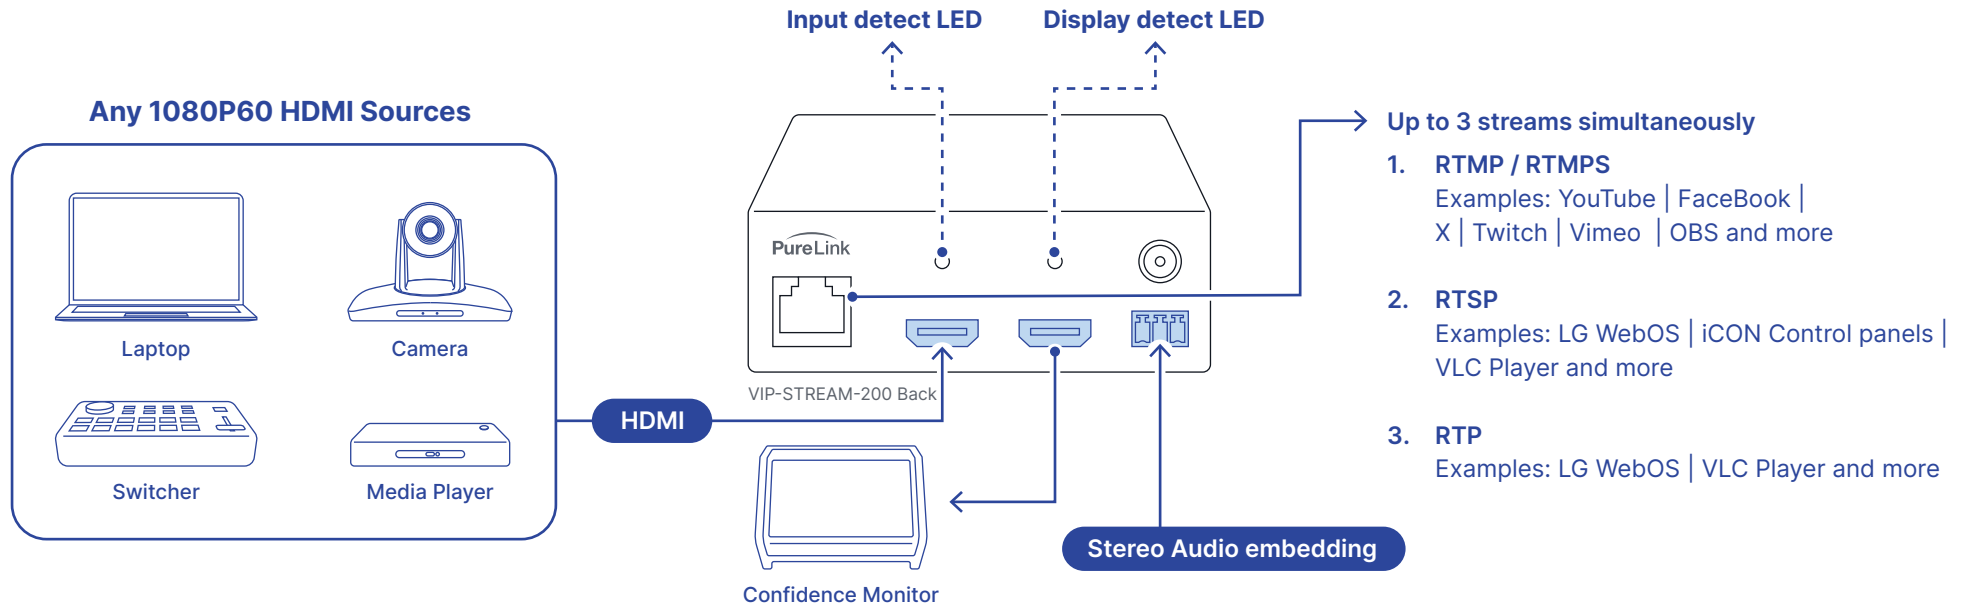 Input detect LED
Display detect LED
Any 1080P60 HDMI Sources
Laptop
Camera
Switcher
Media Player
HDMI
PureLink
VIP-STREAM-200 Back
Confidence Monitor
Stereo Audio embedding
Up to 3 streams simultaneously
1. RTMP / RTMPS
Examples: YouTube | FaceBook |
X | Twitch | Vimeo | OBS and more
2. RTSP
Examples: LG WebOS | iCON Control panels |
VLC Player and more
3. RTP
Examples: LG WebOS | VLC Player and more